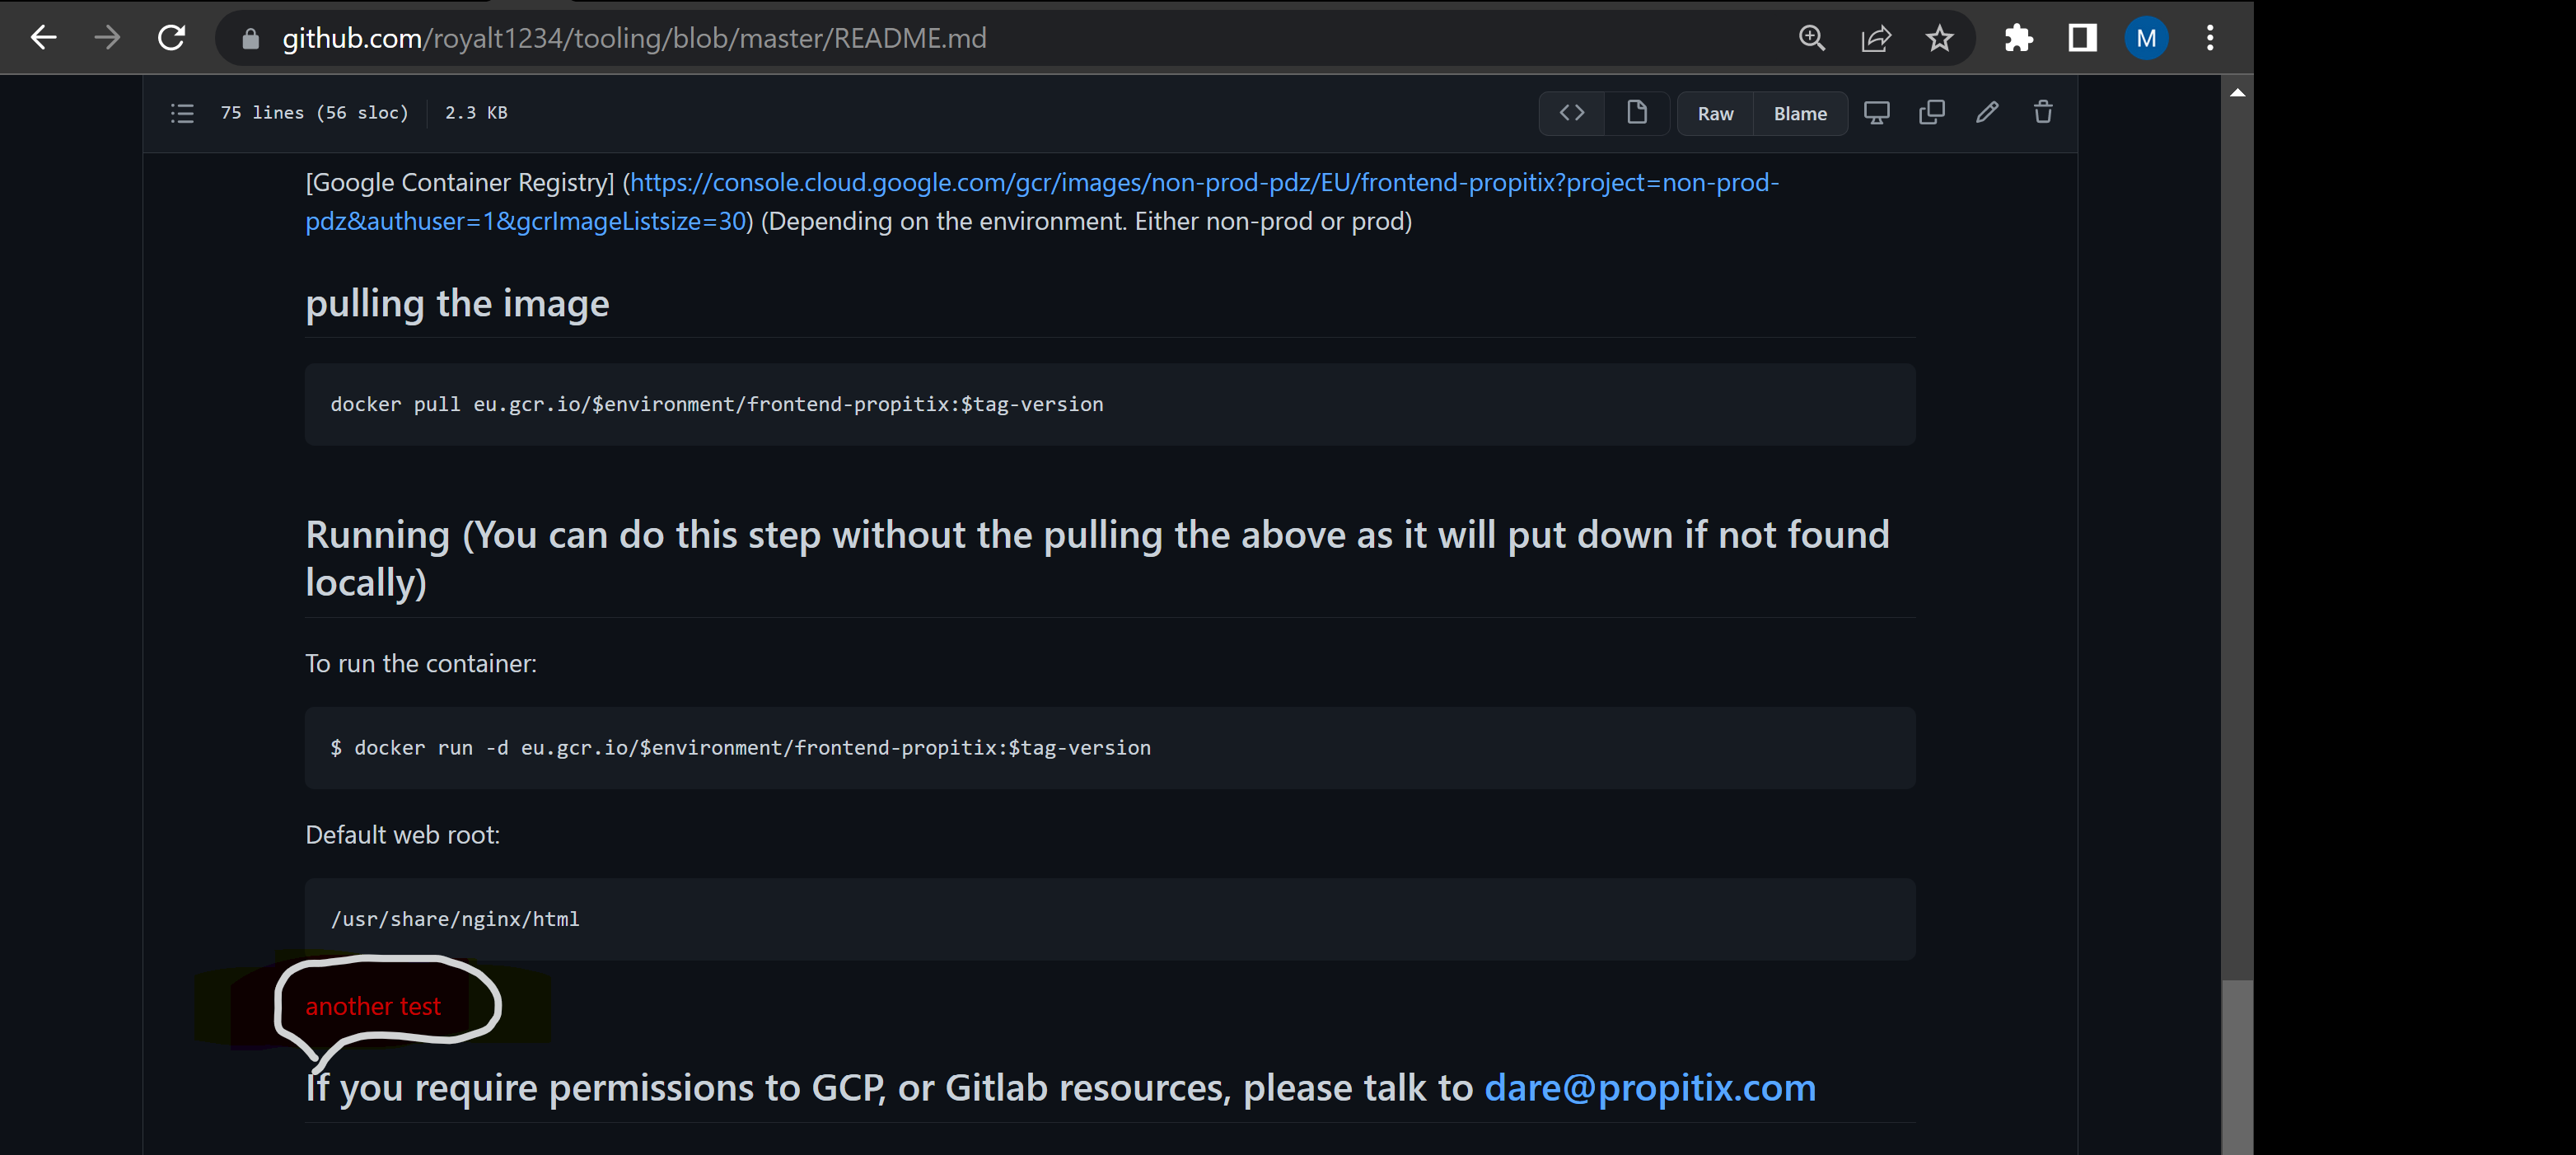 github.com/royalt1234/tooling/blob/master/README.md
M
75 lines (56 sloc) 2.3 KB
Raw Blame
[Google Container Registry] (https://console.cloud.google.com/gcr/images/non-prod-pdz/EU/frontend-propitix?project=non-prod-
pdz&authuser=1&gcrImageListsize=30) (Depending on the environment. Either non-prod or prod)
pulling the image
docker pull eu.gcr.io/$environment/frontend-propitix:$tag-version
Running (You can do this step without the pulling the above as it will put down if not found
locally)
To run the container:
$ docker run -d eu.gcr.io/$environment/frontend-propitix:$tag-version
Default web root:
/usr/share/nginx/html
another test
If you require permissions to GCP, or Gitlab resources, please talk to dare@propitix.com